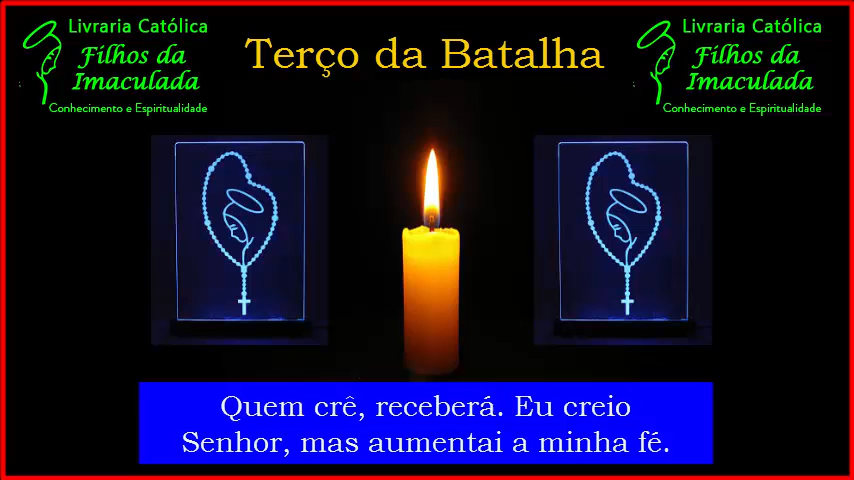 Livraria Católica
Filhos da
Imaculada
Conhecimento e Espiritualidade
Terço da Batalha
Livraria Católica
Filhos da
Imaculada
Conhecimento e Espiritualidade
Quem crê, receberá. Eu creio
Senhor, mas aumentai a minha fé.